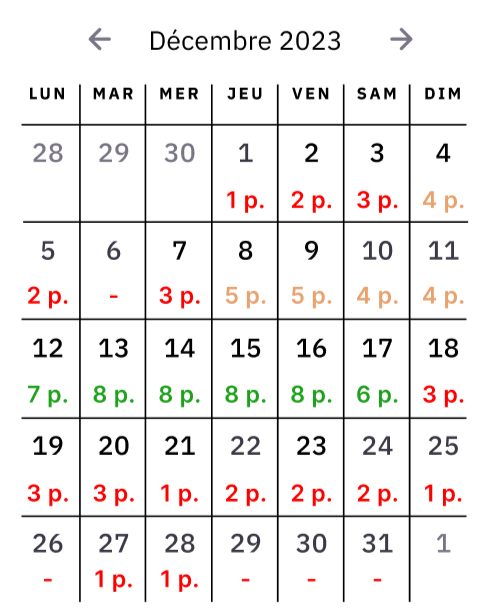 ← Décembre 2023 →
LUN MAR MER JEU VEN SAM DIM
28 29 30 1 2 3 4
1 p. 2 p. 3 p. 4 p.
5 6 7 8 9 10 11
2 p. - 3 p. 5 p. 5 p. 4 p. 4 p.
12 13 14 15 16 17 18
7 p. 8 p. 8 p. 8 p. 8 p. 6 p. 3 p.
19 20 21 22 23 24 25
3 p. 3 p. 1 p. 2 p. 2 p. 2 p. 1 p.
26 27 28 29 30 31 1
- 1 p. 1 p. - - -